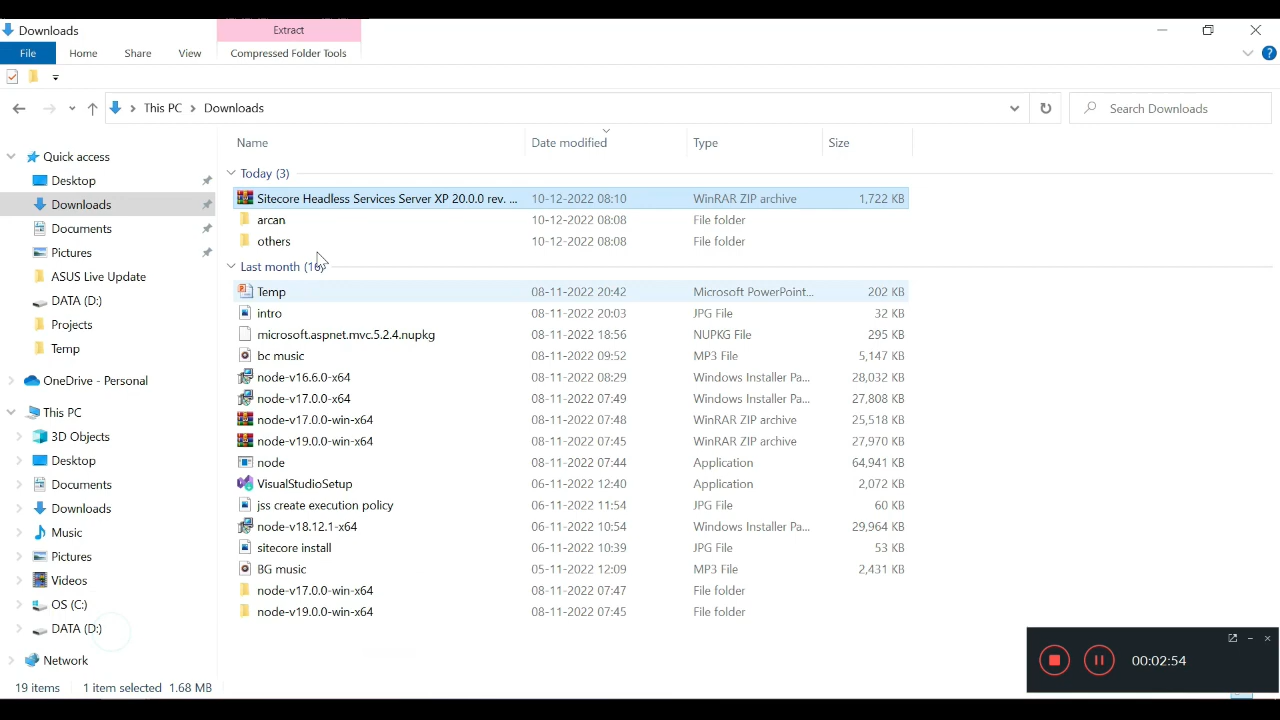 Downloads
Extract
File
Home
Share
View
Compressed Folder Tools
This PC
Downloads
Search Downloads
Name
Date modified
Type
Size
Quick access
Desktop
Downloads
Documents
Pictures
ASUS Live Update
DATA (D:)
Projects
Temp
OneDrive - Personal
This PC
3D Objects
Desktop
Documents
Downloads
Music
Pictures
Videos
OS (C:)
DATA (D:)
Network
Today (3)
Sitecore Headless Services Server XP 20.0.0 rev. ... 10-12-2022 08:10 WinRAR ZIP archive 1,722 KB
arcan 10-12-2022 08:08 File folder
others 10-12-2022 08:08 File folder
Last month (16)
Temp 08-11-2022 20:42 Microsoft PowerPoint... 202 KB
intro 08-11-2022 20:03 JPG File 32 KB
microsoft.aspnet.mvc.5.2.4.nupkg 08-11-2022 18:56 NUPKG File 295 KB
bc music 08-11-2022 09:52 MP3 File 5,147 KB
node-v16.6.0-x64 08-11-2022 08:29 Windows Installer Pa... 28,032 KB
node-v17.0.0-x64 08-11-2022 07:49 Windows Installer Pa... 27,808 KB
node-v17.0.0-win-x64 08-11-2022 07:48 WinRAR ZIP archive 25,518 KB
node-v19.0.0-win-x64 08-11-2022 07:45 WinRAR ZIP archive 27,970 KB
node 08-11-2022 07:44 Application 64,941 KB
VisualStudioSetup 06-11-2022 12:40 Application 2,072 KB
jss create execution policy 06-11-2022 11:54 JPG File 60 KB
node-v18.12.1-x64 06-11-2022 10:54 Windows Installer Pa... 29,964 KB
sitecore install 06-11-2022 10:39 JPG File 53 KB
BG music 05-11-2022 12:09 MP3 File 2,431 KB
node-v17.0.0-win-x64 08-11-2022 07:47 File folder
node-v19.0.0-win-x64 08-11-2022 07:45 File folder
00:02:54
19 items 1 item selected 1.68 MB